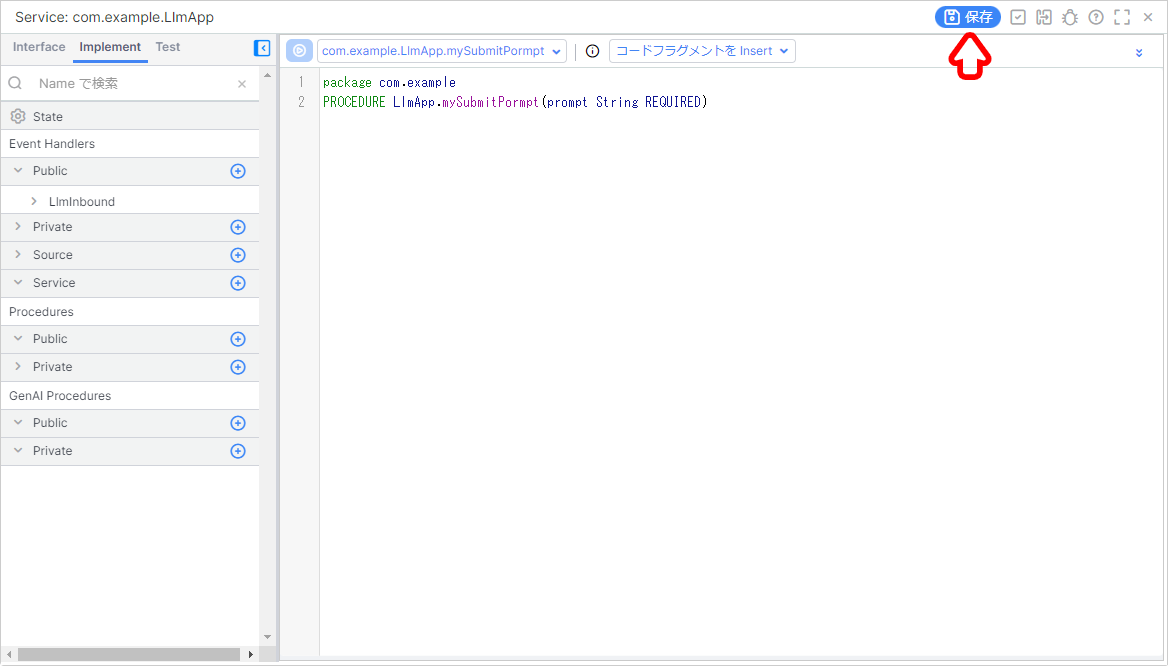 Service: com.example.LlmApp
保存
Interface Implement Test
com.example.LlmApp.mySubmitPormpt
コードフラグメントを Insert
Name で検索
State
Event Handlers
Public
LlmInbound
Private
Source
Service
Procedures
Public
Private
GenAI Procedures
Public
Private
1 package com.example
2 PROCEDURE LlmApp.mySubmitPormpt(prompt String REQUIRED)